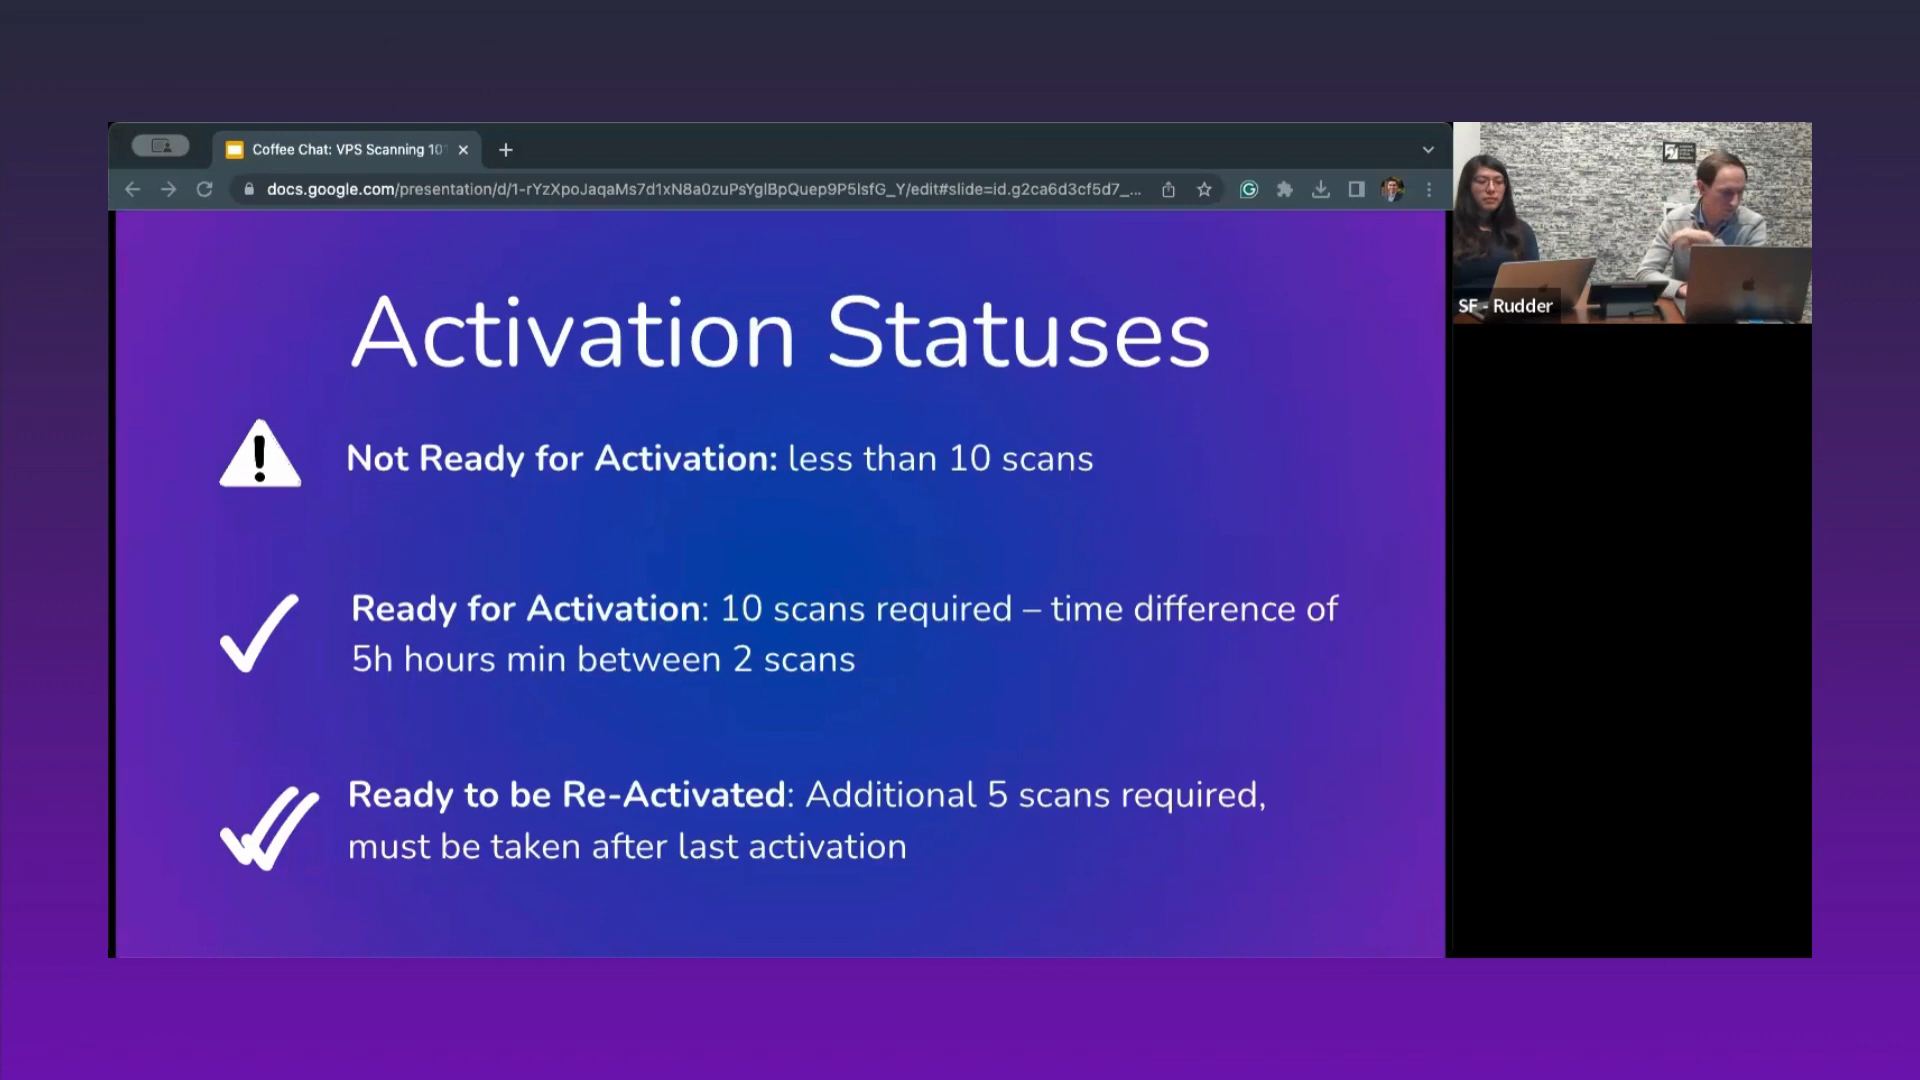 Coffee Chat: VPS Scanning 10
docs.google.com/presentation/d/1-rYzXpoJaqaMs7d1xN8a0zuPsYglBpQuep9P5lsfG_Y/edit#slide=id.g2ca6d3cf5d7_...
Activation Statuses
Not Ready for Activation: less than 10 scans
Ready for Activation: 10 scans required – time difference of
5h hours min between 2 scans
Ready to be Re-Activated: Additional 5 scans required,
must be taken after last activation
SF - Rudder